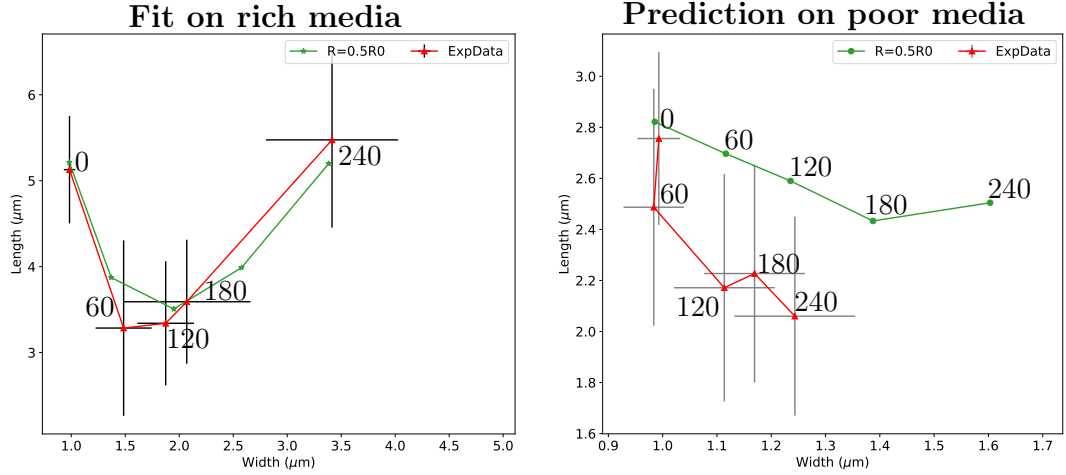 Fit on rich media
R=0.5R0
ExpData
6
5
4
3
Length (μm)
0
60
120
180
240
1.0 1.5 2.0 2.5 3.0 3.5 4.0 4.5 5.0
Width (μm)
Prediction on poor media
R=0.5R0
ExpData
3.0
2.8
2.6
2.4
2.2
2.0
1.8
1.6
Length (μm)
0
60
120
180
240
60
120
180
240
0.9 1.0 1.1 1.2 1.3 1.4 1.5 1.6 1.7
Width (μm)